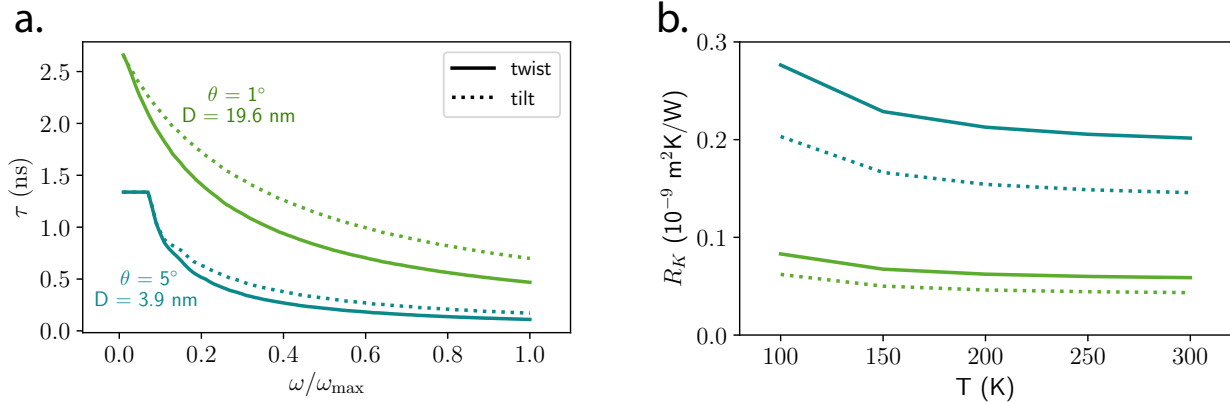 a.
τ (ns)
2.5
2.0
1.5
1.0
0.5
0.0
θ = 1°
D = 19.6 nm
θ = 5°
D = 3.9 nm
twist
tilt
0.0 0.2 0.4 0.6 0.8 1.0
ω/ω_max
b.
R_K (10⁻⁹ m²K/W)
0.3
0.2
0.1
0.0
100 150 200 250 300
T (K)